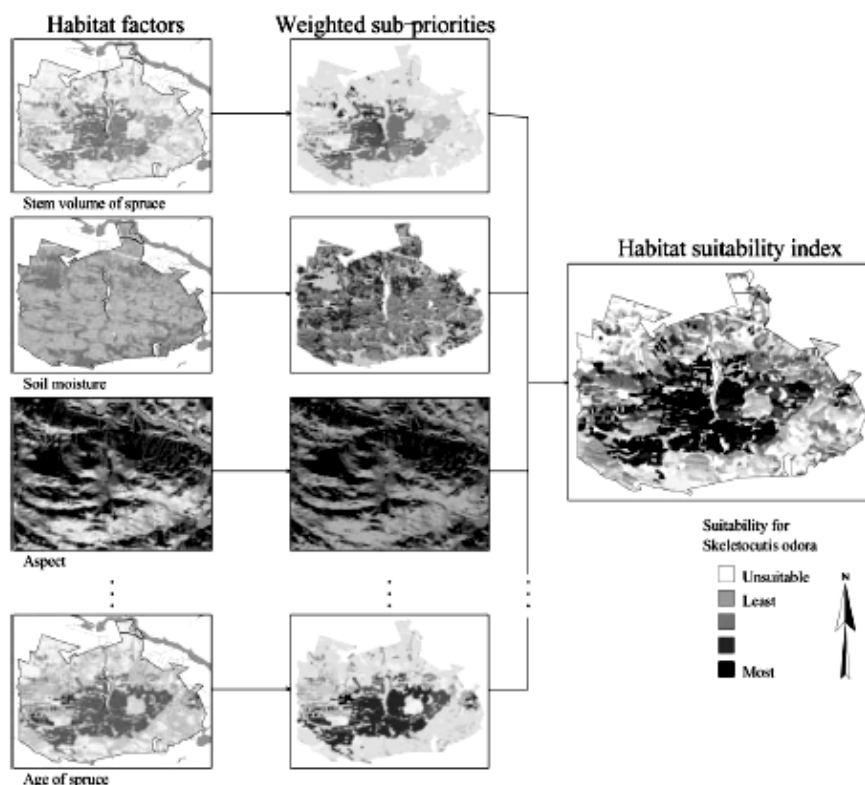 Habitat factors
Weighted sub-priorities
Stem volume of spruce
Soil moisture
Habitat suitability index
Aspect
Suitability for
Skeletocutis odora
Unsuitable
Least
Most
N
Age of spruce